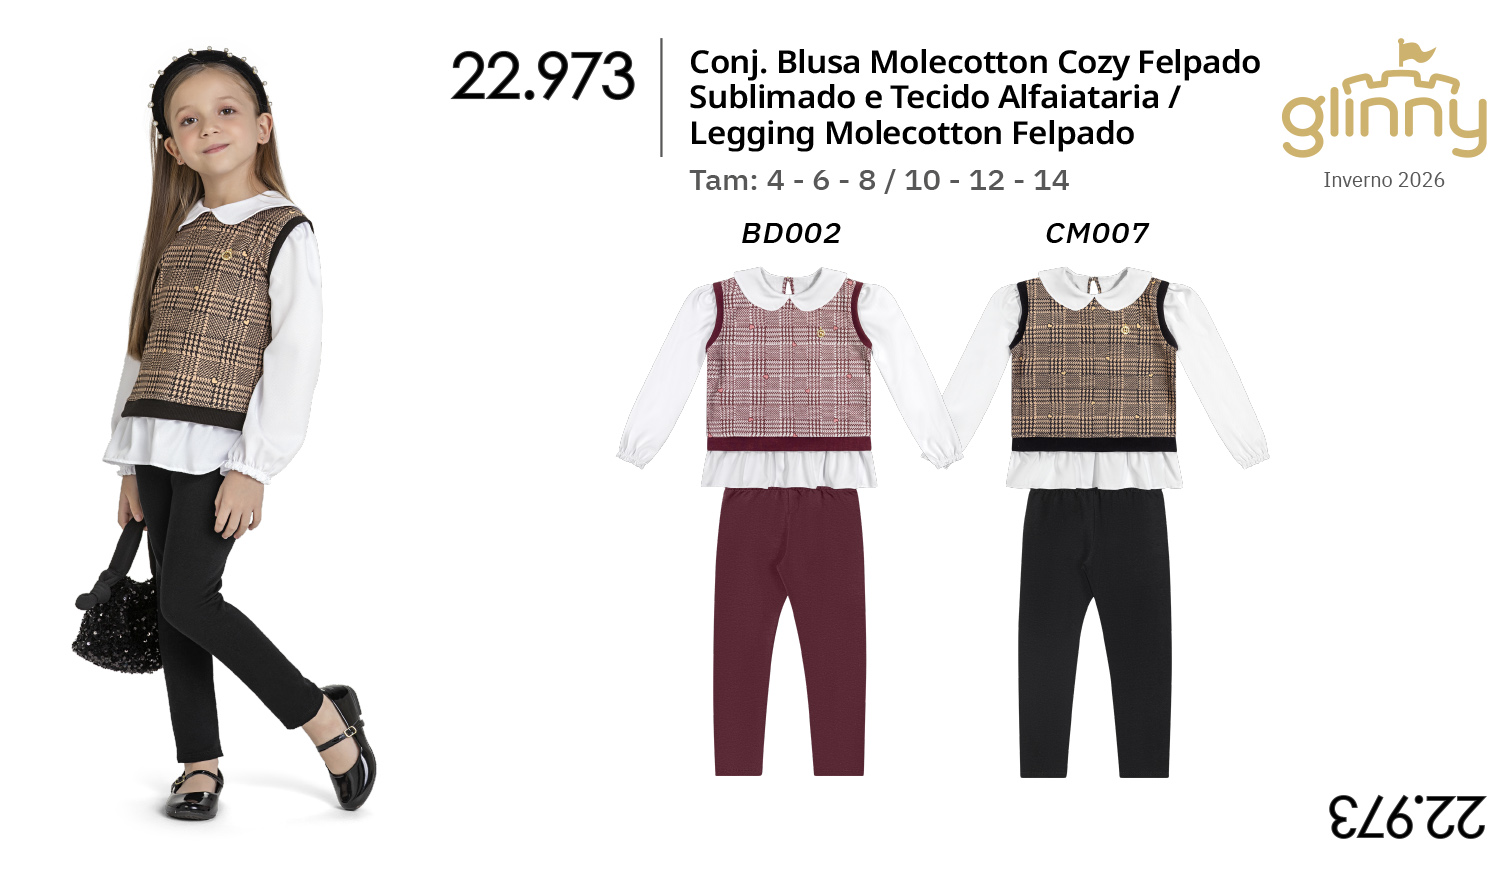 22.973
Conj. Blusa Molecotton Cozy Felpado
Sublimado e Tecido Alfaiataria /
Legging Molecotton Felpado
Tam: 4 - 6 - 8 / 10 - 12 - 14
glinny
Inverno 2026
BD002
CM007
22.973